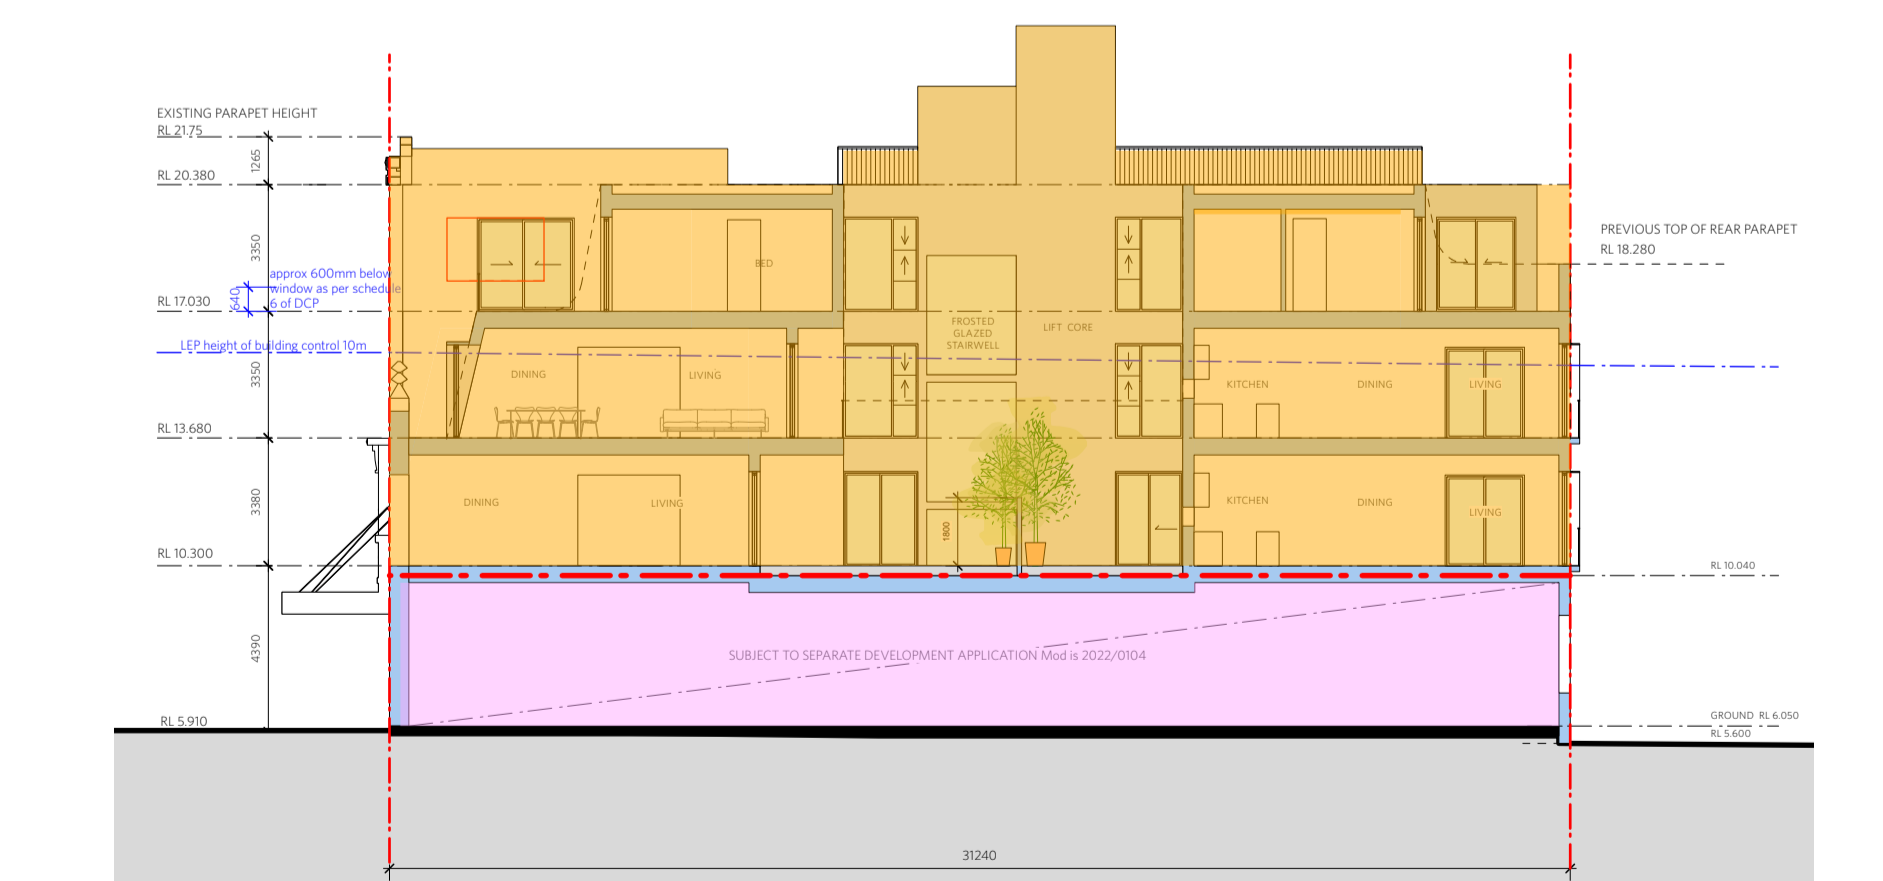 EXISTING PARAPET HEIGHT
RL 21.75
1265
RL 20.380
3350
PREVIOUS TOP OF REAR PARAPET
RL 18.280
BED
approx 600mm below
window as per schedule
6 of DCP
640
RL 17.030
FROSTED
GLAZED
STAIRWELL
LIFT CORE
LEP height of building control 10m
3350
DINING
LIVING
KITCHEN
DINING
LIVING
RL 13.680
3380
DINING
LIVING
KITCHEN
DINING
LIVING
1800
RL 10.300
RL 10.040
4390
SUBJECT TO SEPARATE DEVELOPMENT APPLICATION Mod is 2022/0104
RL 5.910
GROUND RL 6.050
RL 5.600
31240